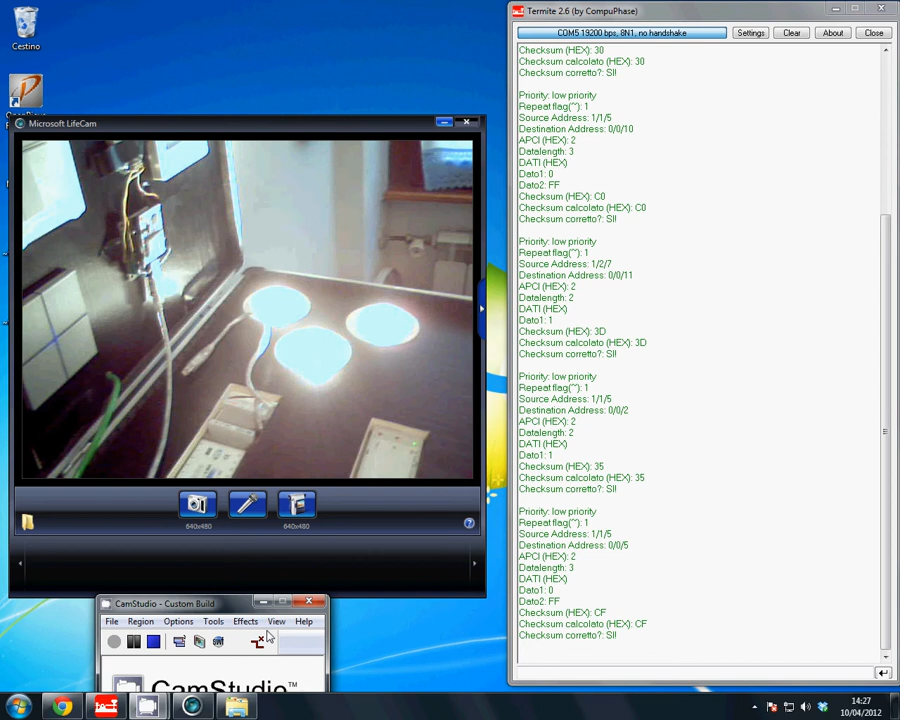 Cestino
Microsoft LifeCam
640x480
640x480
CamStudio - Custom Build
File Region Options Tools Effects View Help
CamStudio™
Termite 2.6 (by CompuPhase)
COM5 19200 bps, 8N1, no handshake Settings Clear About Close
Checksum (HEX): 30
Checksum calcolato (HEX): 30
Checksum corretto?: SI!
Priority: low priority
Repeat flag(~): 1
Source Address: 1/1/5
Destination Address: 0/0/10
APCI (HEX): 2
Datalength: 3
DATI (HEX)
Dato1: 0
Dato2: FF
Checksum (HEX): C0
Checksum calcolato (HEX): C0
Checksum corretto?: SI!
Priority: low priority
Repeat flag(~): 1
Source Address: 1/2/7
Destination Address: 0/0/11
APCI (HEX): 2
Datalength: 2
DATI (HEX)
Dato1: 1
Checksum (HEX): 3D
Checksum calcolato (HEX): 3D
Checksum corretto?: SI!
Priority: low priority
Repeat flag(~): 1
Source Address: 1/1/5
Destination Address: 0/0/2
APCI (HEX): 2
Datalength: 2
DATI (HEX)
Dato1: 1
Checksum (HEX): 35
Checksum calcolato (HEX): 35
Checksum corretto?: SI!
Priority: low priority
Repeat flag(~): 1
Source Address: 1/1/5
Destination Address: 0/0/5
APCI (HEX): 2
Datalength: 3
DATI (HEX)
Dato1: 0
Dato2: FF
Checksum (HEX): CF
Checksum calcolato (HEX): CF
Checksum corretto?: SI!
14:27
10/04/2012